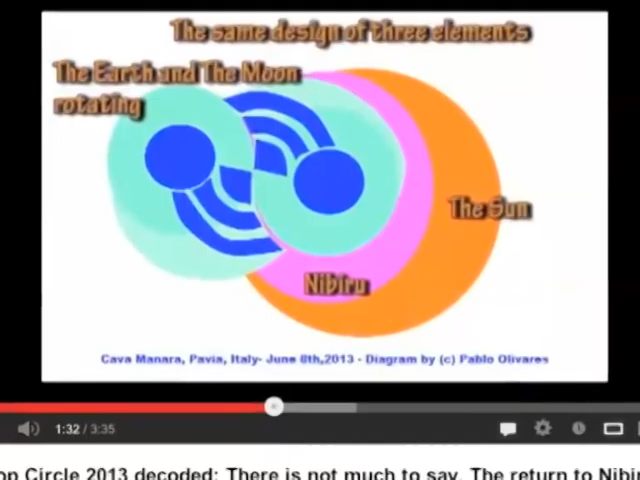 The same design of three elements
The Earth and The Moon
rotating
The Sun
Nibiru
Cava Manara, Pavia, Italy- June 8th,2013 - Diagram by (c) Pablo Olivares
1:32 / 3:35
Circle 2013 decoded: There is not much to say. The return to